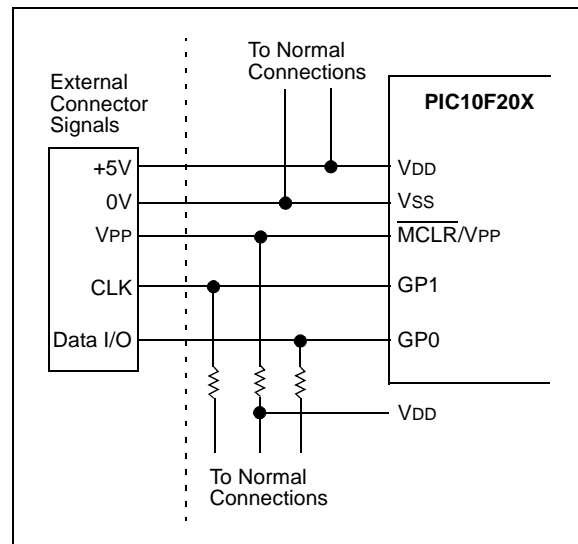 To Normal
Connections
External
Connector
Signals
PIC10F20X
+5V
VDD
0V
VSS
VPP
MCLR/VPP
CLK
GP1
Data I/O
GP0
VDD
To Normal
Connections